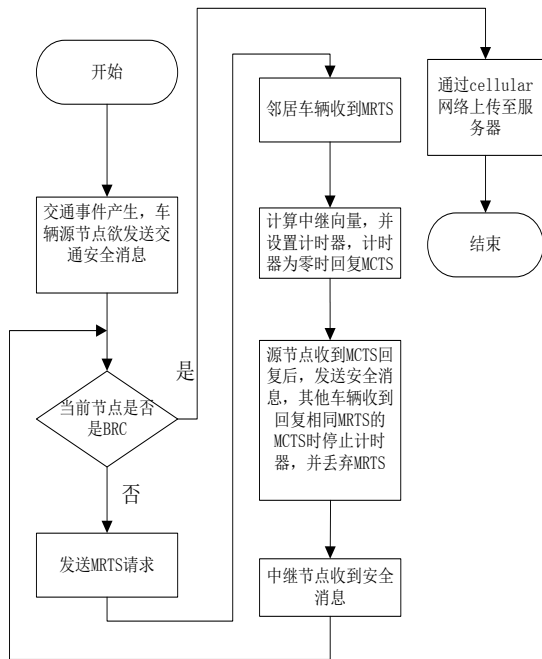 开始
交通事件产生，车
辆源节点欲发送交
通安全消息
当前节点是否
是BRC
是
否
发送MRTS请求
邻居车辆收到MRTS
计算中继向量，并
设置计时器，计时
器为零时回复MCTS
源节点收到MCTS回
复后，发送安全消
息，其他车辆收到
回复相同MRTS的
MCTS时停止计时
器，并丢弃MRTS
中继节点收到安全
消息
通过cellular
网络上传至服
务器
结束